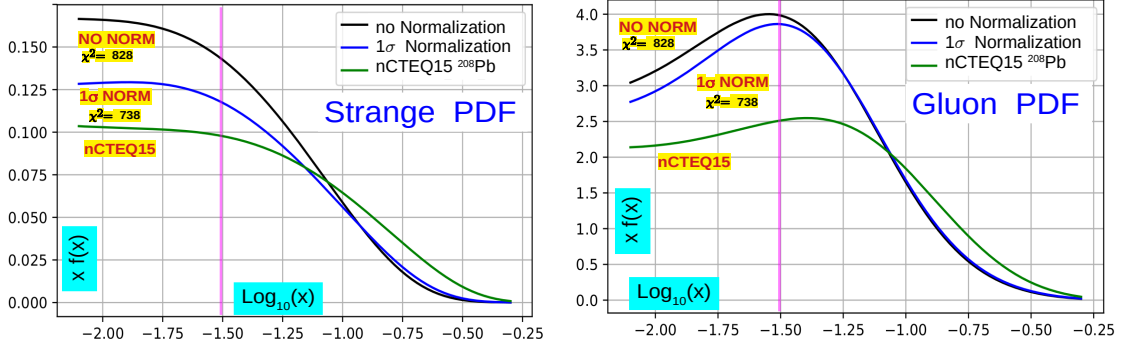 0.150
0.125
0.100
0.075
0.050
0.025
0.000
NO NORM
χ²= 828
1σ NORM
χ²= 738
nCTEQ15
no Normalization
1σ Normalization
nCTEQ15 ²⁰⁸Pb
Strange PDF
x f(x)
Log₁₀(x)
−2.00 −1.75 −1.50 −1.25 −1.00 −0.75 −0.50 −0.25
4.0
3.5
3.0
2.5
2.0
1.5
1.0
0.5
0.0
NO NORM
χ²= 828
1σ NORM
χ²= 738
nCTEQ15
no Normalization
1σ Normalization
nCTEQ15 ²⁰⁸Pb
Gluon PDF
x f(x)
Log₁₀(x)
−2.00 −1.75 −1.50 −1.25 −1.00 −0.75 −0.50 −0.25